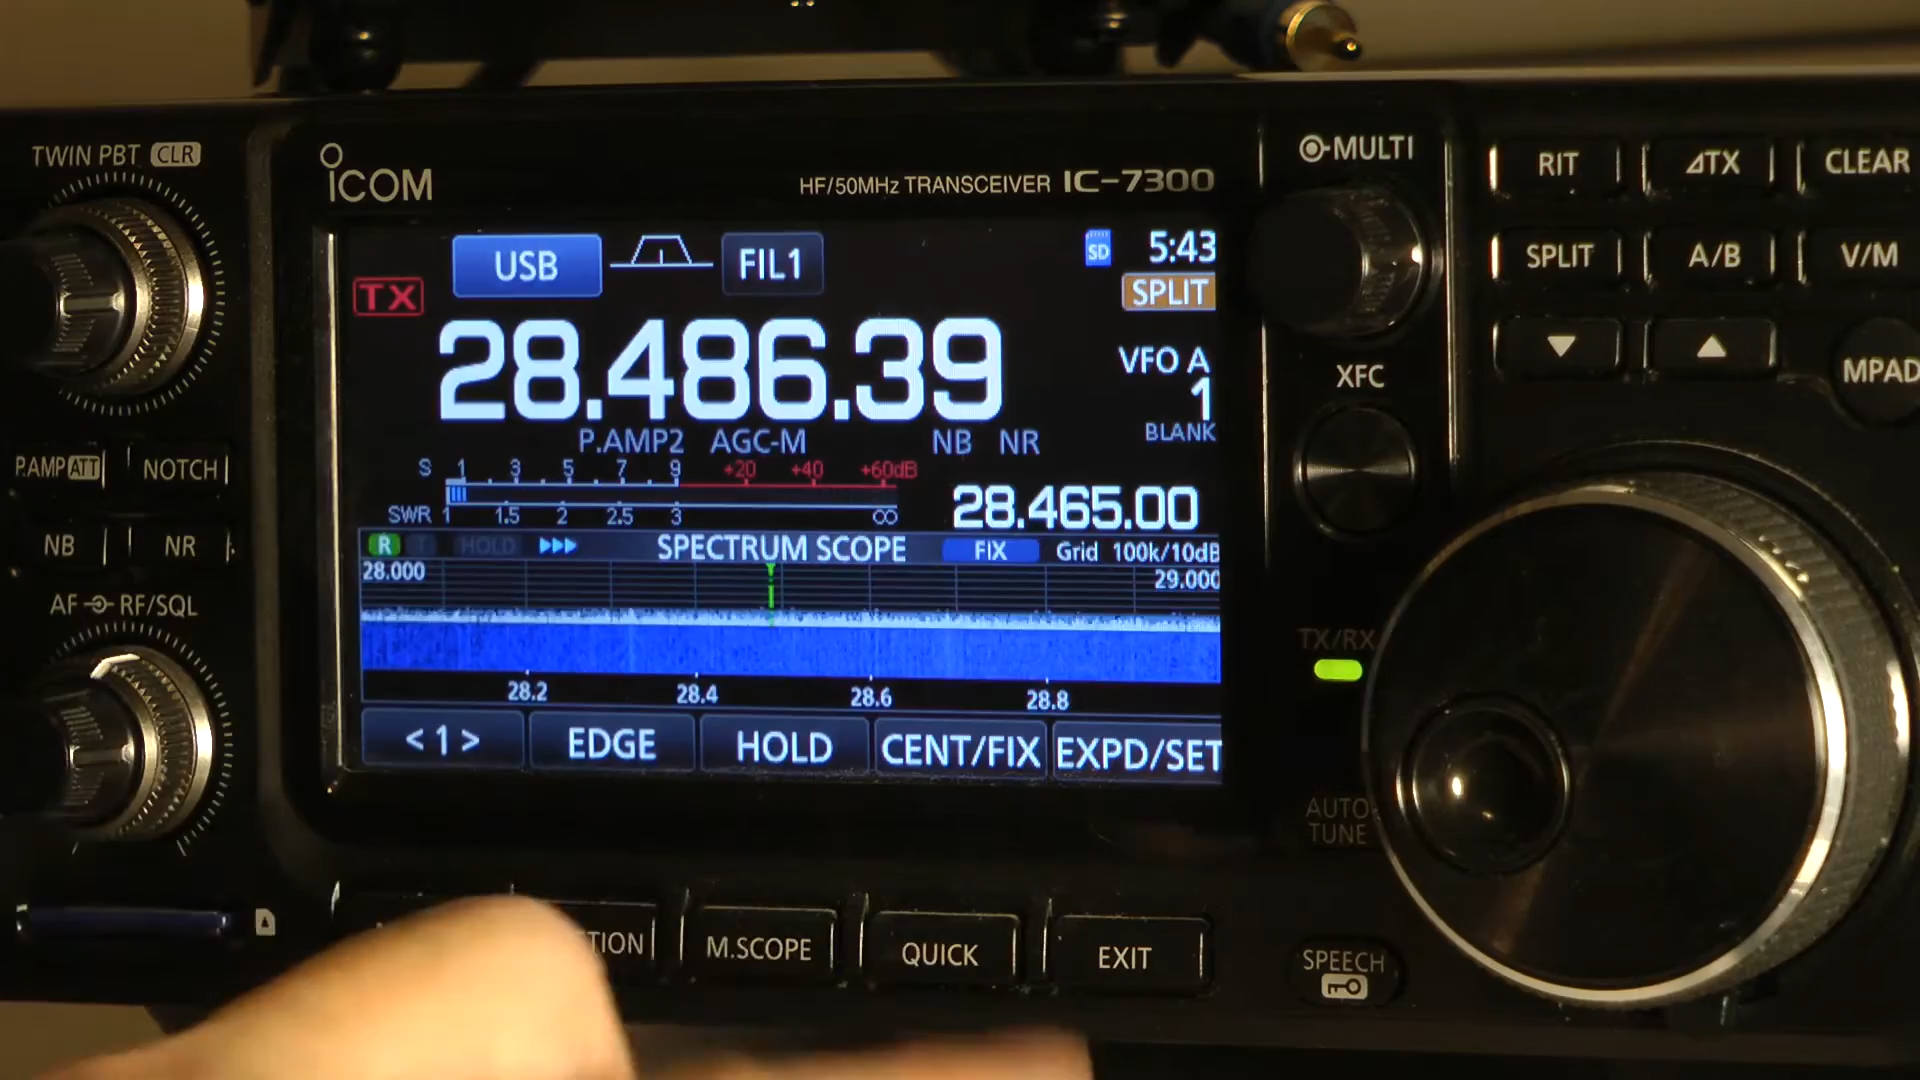 TWIN PBT CLR
ICOM
HF/50MHz TRANSCEIVER IC-7300
MULTI
RIT
⊿TX
CLEAR
USB
FIL1
SD
5:43
SPLIT
TX
28.486.39
VFO A
1
BLANK
P.AMP2 AGC-M NB NR
S 1 3 5 7 9 +20 +40 +60dB
SWR 1 1.5 2 2.5 3 ∞
28.465.00
R T HOLD SPECTRUM SCOPE FIX Grid 100k/10dB
28.000
29.000
28.2 28.4 28.6 28.8
< 1 >
EDGE
HOLD
CENT/FIX
EXPD/SET
SPLIT
A/B
V/M
XFC
MPAD
P.AMP ATT
NOTCH
NB
NR
AF RF/SQL
TX/RX
AUTO
TUNE
TION
M.SCOPE
QUICK
EXIT
SPEECH